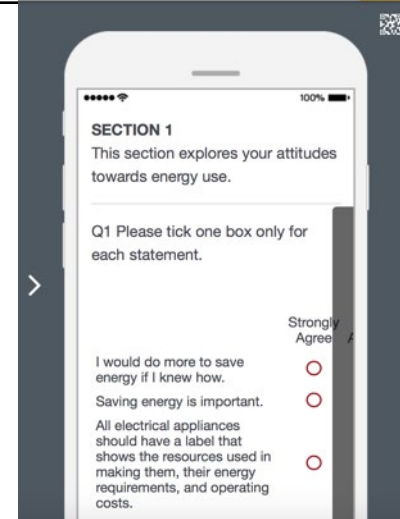 100%
SECTION 1
This section explores your attitudes
towards energy use.
Q1 Please tick one box only for
each statement.
Strongly
Agree A
I would do more to save
energy if I knew how.
Saving energy is important.
All electrical appliances
should have a label that
shows the resources used in
making them, their energy
requirements, and operating
costs.